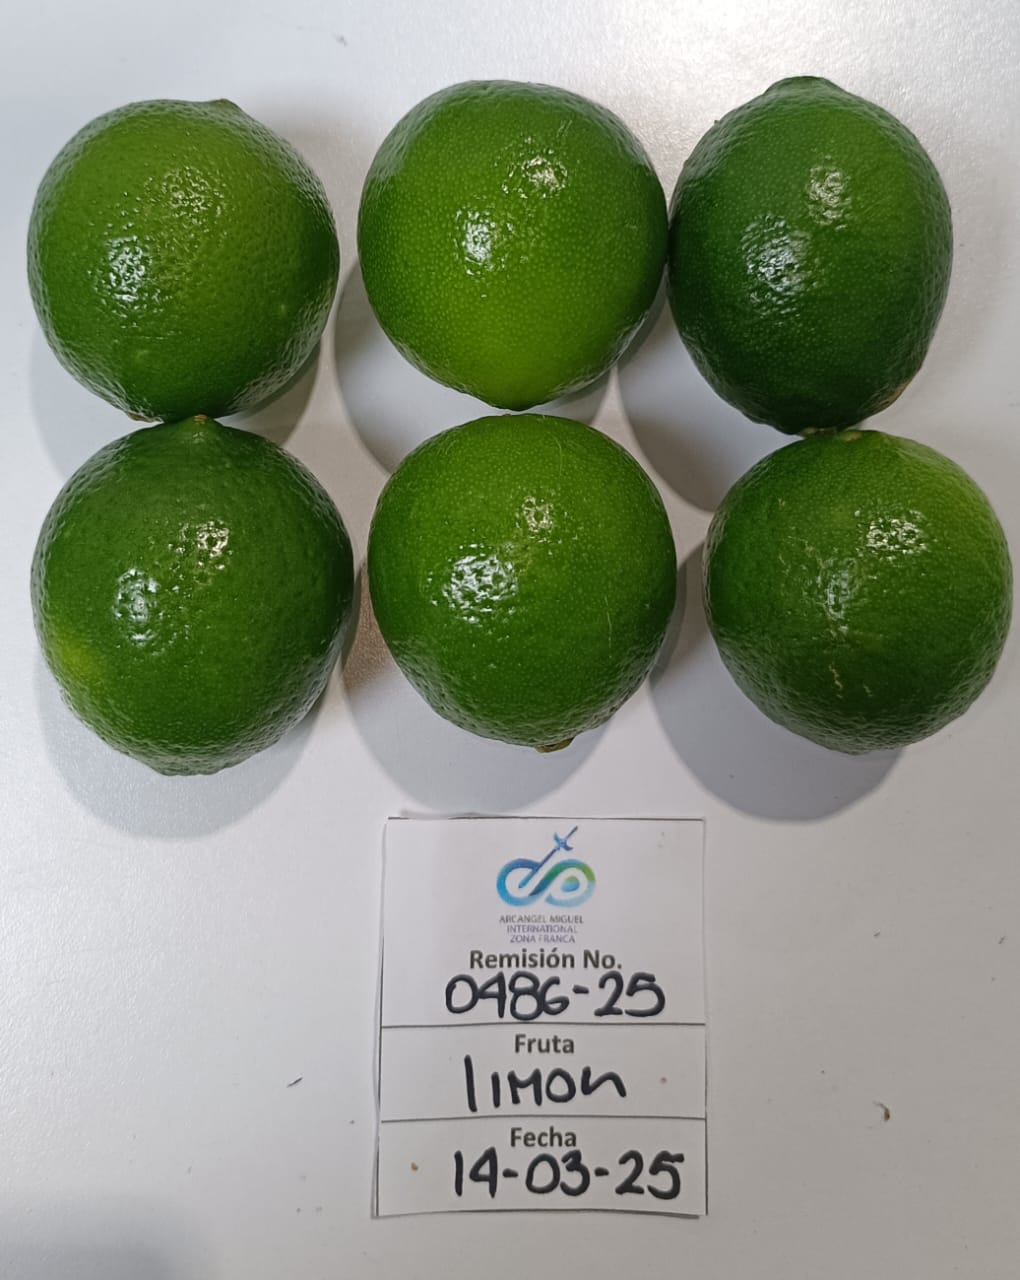 ARCANGEL MIGUEL
INTERNATIONAL
ZONA FRANCA
Remisión No.
0486-25
Fruta
limon
Fecha
14-03-25